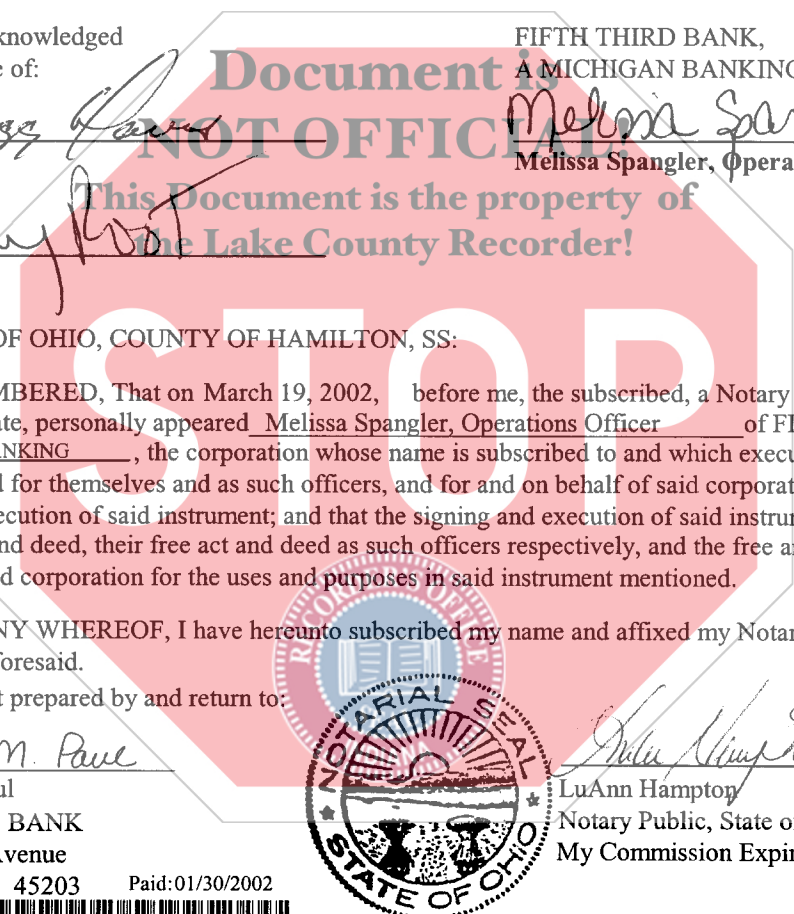 knowledged
e of:
FIFTH THIRD BANK,
A MICHIGAN BANKING
Document is
NOT OFFICIAL!
This Document is the property of
the Lake County Recorder!
Melissa Spangler, Opera
Root
STOP
OF OHIO, COUNTY OF HAMILTON, SS:
MBERED, That on March 19, 2002, before me, the subscribed, a Notary
ate, personally appeared Melissa Spangler, Operations Officer of FI
ANKING , the corporation whose name is subscribed to and which execu
d for themselves and as such officers, and for and on behalf of said corporat
ecution of said instrument; and that the signing and execution of said instrum
nd deed, their free act and deed as such officers respectively, and the free a
d corporation for the uses and purposes in said instrument mentioned.
NY WHEREOF, I have hereunto subscribed my name and affixed my Notar
foresaid.
t prepared by and return to:
RECORDER'S OFFICE
NOTARIAL SEAL
STATE OF OHIO
M. Paul
ul
BANK
Avenue
45203 Paid:01/30/2002
LuAnn Hampton
Notary Public, State o
My Commission Expir